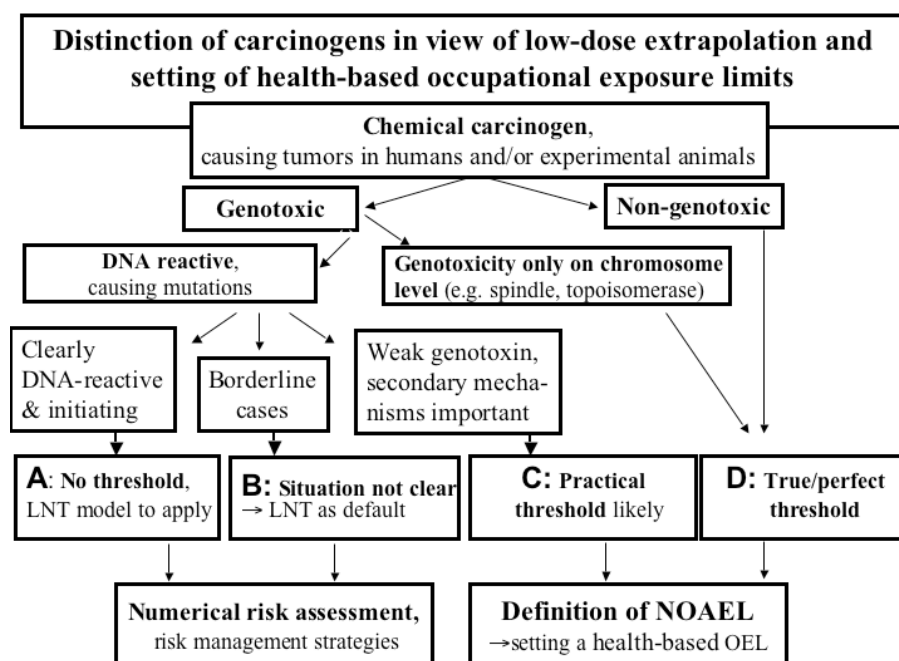 Distinction of carcinogens in view of low-dose extrapolation and
setting of health-based occupational exposure limits
Chemical carcinogen,
causing tumors in humans and/or experimental animals
Genotoxic
Non-genotoxic
DNA reactive,
causing mutations
Genotoxicity only on chromosome
level (e.g. spindle, topoisomerase)
Clearly
DNA-reactive
& initiating
Borderline
cases
Weak genotoxin,
secondary mecha-
nisms important
A: No threshold,
LNT model to apply
B: Situation not clear
→ LNT as default
C: Practical
threshold likely
D: True/perfect
threshold
Numerical risk assessment,
risk management strategies
Definition of NOAEL
→setting a health-based OEL